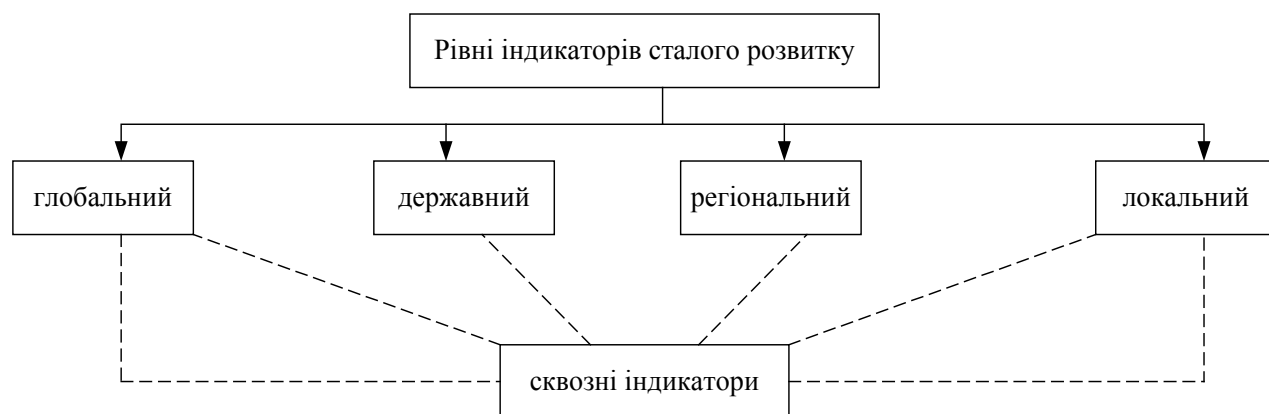 Рівні індикаторів сталого розвитку
глобальний
державний
регіональний
локальний
сквозні індикатори